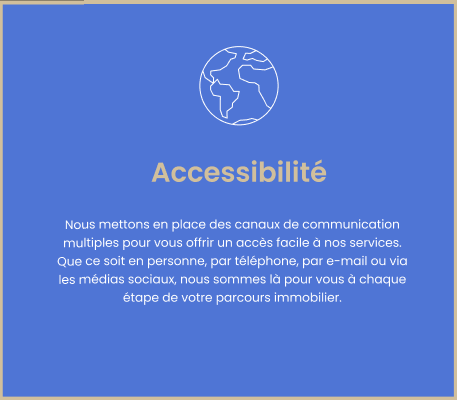 Accessibilité
Nous mettons en place des canaux de communication
multiples pour vous offrir un accès facile à nos services.
Que ce soit en personne, par téléphone, par e-mail ou via
les médias sociaux, nous sommes là pour vous à chaque
étape de votre parcours immobilier.